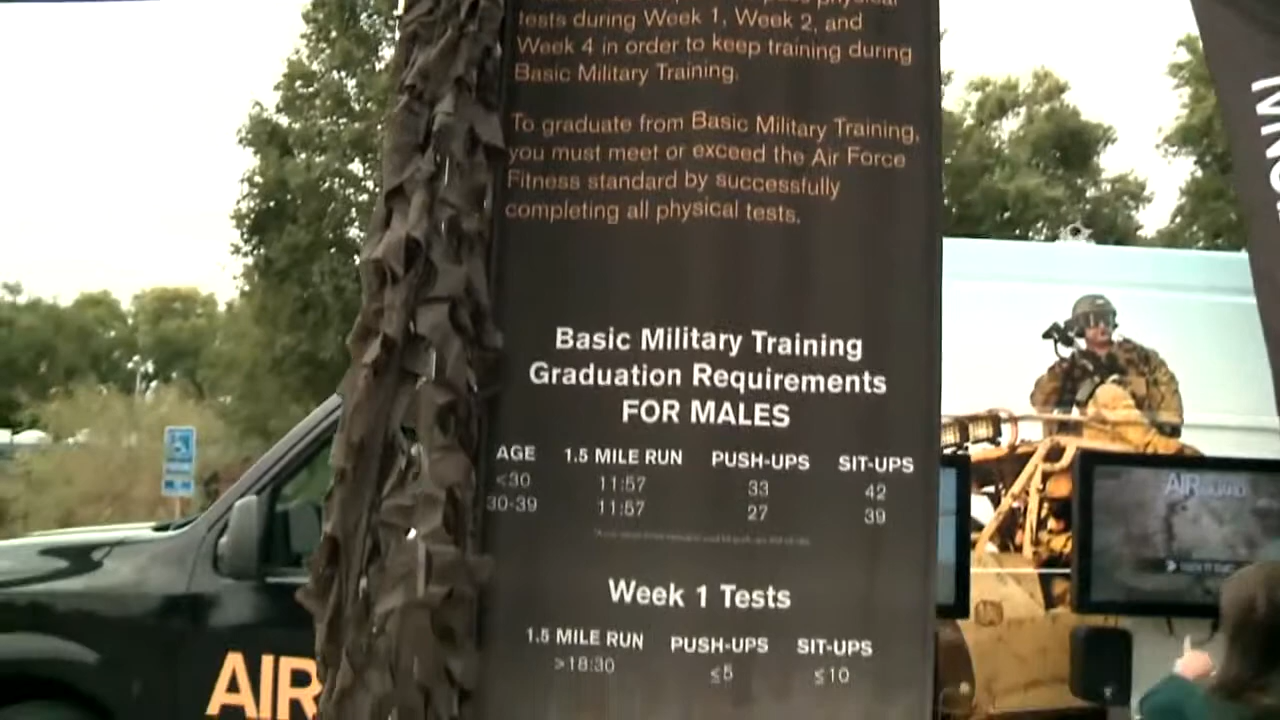 tests during Week 1, Week 2, and
Week 4 in order to keep training during
Basic Military Training.
To graduate from Basic Military Training,
you must meet or exceed the Air Force
Fitness standard by successfully
completing all physical tests.
Basic Military Training
Graduation Requirements
FOR MALES
AGE 1.5 MILE RUN PUSH-UPS SIT-UPS
<30 11:57 33 42
30-39 11:57 27 39
Week 1 Tests
1.5 MILE RUN PUSH-UPS SIT-UPS
>18:30 ≤5 ≤10
AIR
AIR